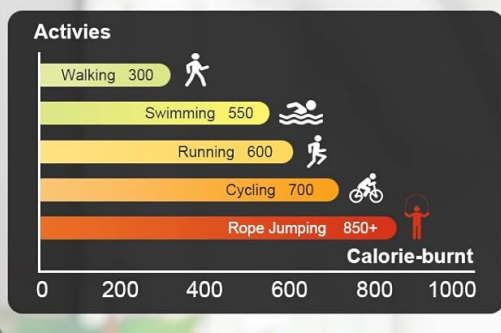 Activies
Walking 300
Swimming 550
Running 600
Cycling 700
Rope Jumping 850+
Calorie-burnt
0 200 400 600 800 1000